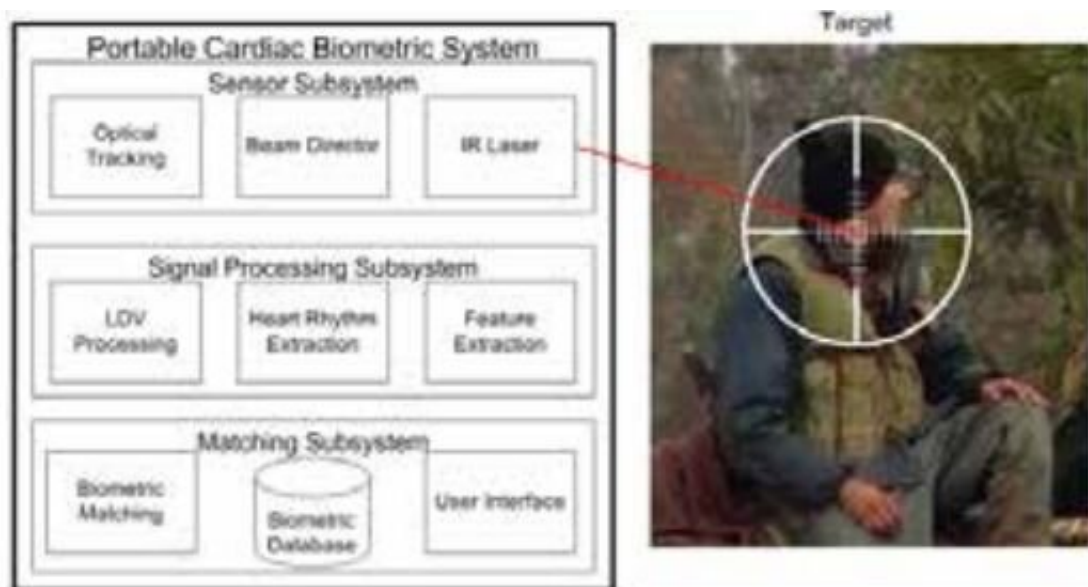 Target
Portable Cardiac Biometric System
Sensor Subsystem
Optical
Tracking
Beam Director
IR Laser
Signal Processing Subsystem
LDV
Processing
Heart Rhythm
Extraction
Feature
Extraction
Matching Subsystem
Biometric
Matching
Biometric
Database
User Interface